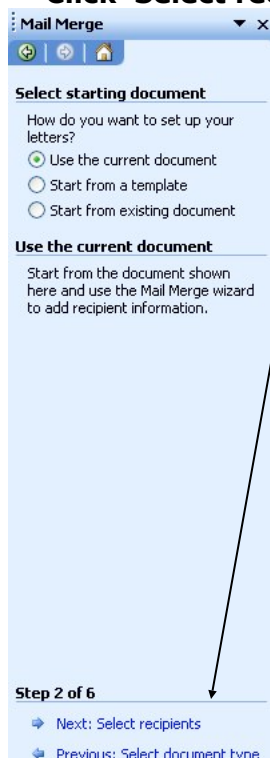 Click "Select
Mail Merge
Select starting document
How do you want to set up your
letters?
Use the current document
Start from a template
Start from existing document
Use the current document
Start from the document shown
here and use the Mail Merge wizard
to add recipient information.
Step 2 of 6
Next: Select recipients
Previous: Select document type